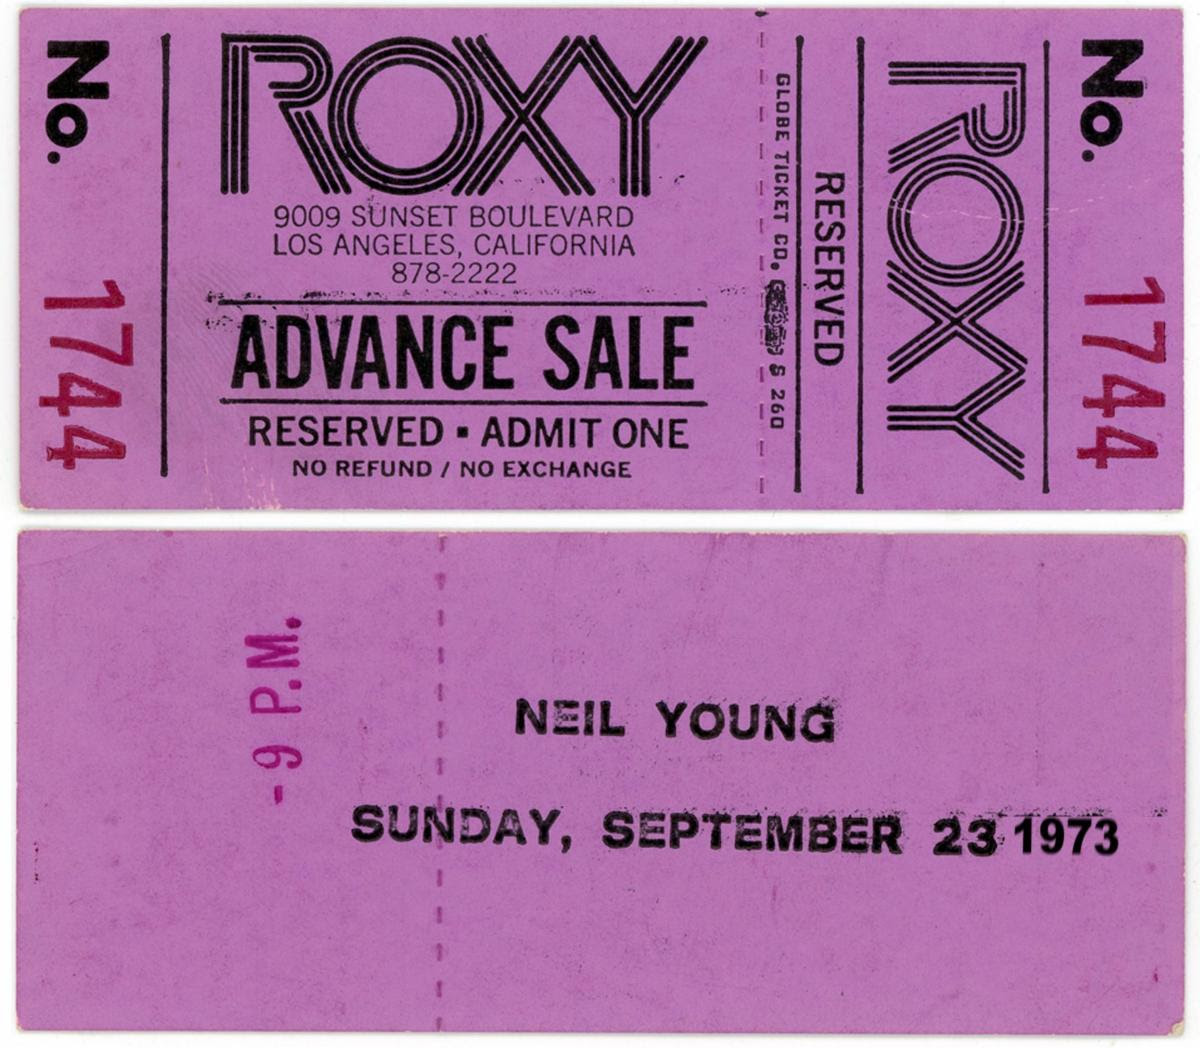 No. 1744
ROXY
9009 SUNSET BOULEVARD
LOS ANGELES, CALIFORNIA
878-2222
ADVANCE SALE
RESERVED ▪ ADMIT ONE
NO REFUND / NO EXCHANGE
GLOBE TICKET CO. S 260
RESERVED
ROXY
No. 1744
- 9 P.M.
NEIL YOUNG
SUNDAY, SEPTEMBER 23 1973